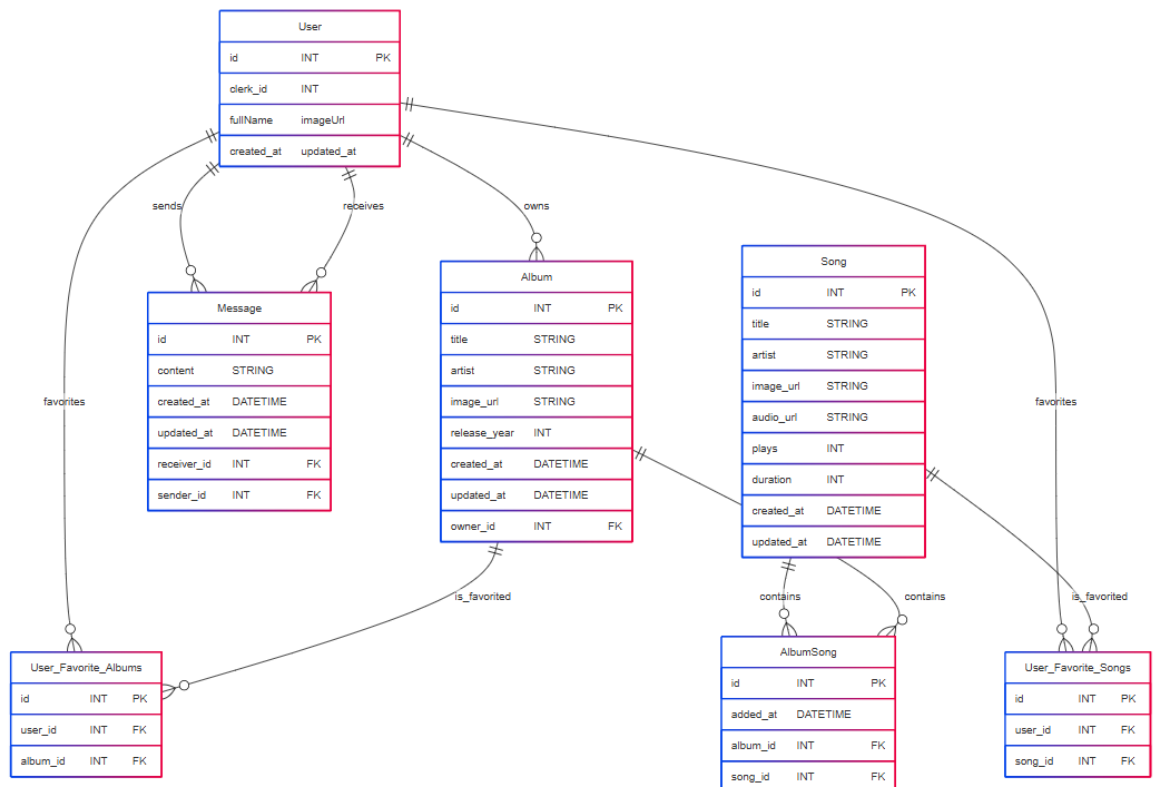 User
id INT PK
clerk_id INT
fullName imageUrl
created_at updated_at
sends
receives
owns
favorites
favorites
Message
id INT PK
content STRING
created_at DATETIME
updated_at DATETIME
receiver_id INT FK
sender_id INT FK
Album
id INT PK
title STRING
artist STRING
image_url STRING
release_year INT
created_at DATETIME
updated_at DATETIME
owner_id INT FK
Song
id INT PK
title STRING
artist STRING
image_url STRING
audio_url STRING
plays INT
duration INT
created_at DATETIME
updated_at DATETIME
is_favorited
contains
contains
is_favorited
User_Favorite_Albums
id INT PK
user_id INT FK
album_id INT FK
AlbumSong
id INT PK
added_at DATETIME
album_id INT FK
song_id INT FK
User_Favorite_Songs
id INT PK
user_id INT FK
song_id INT FK